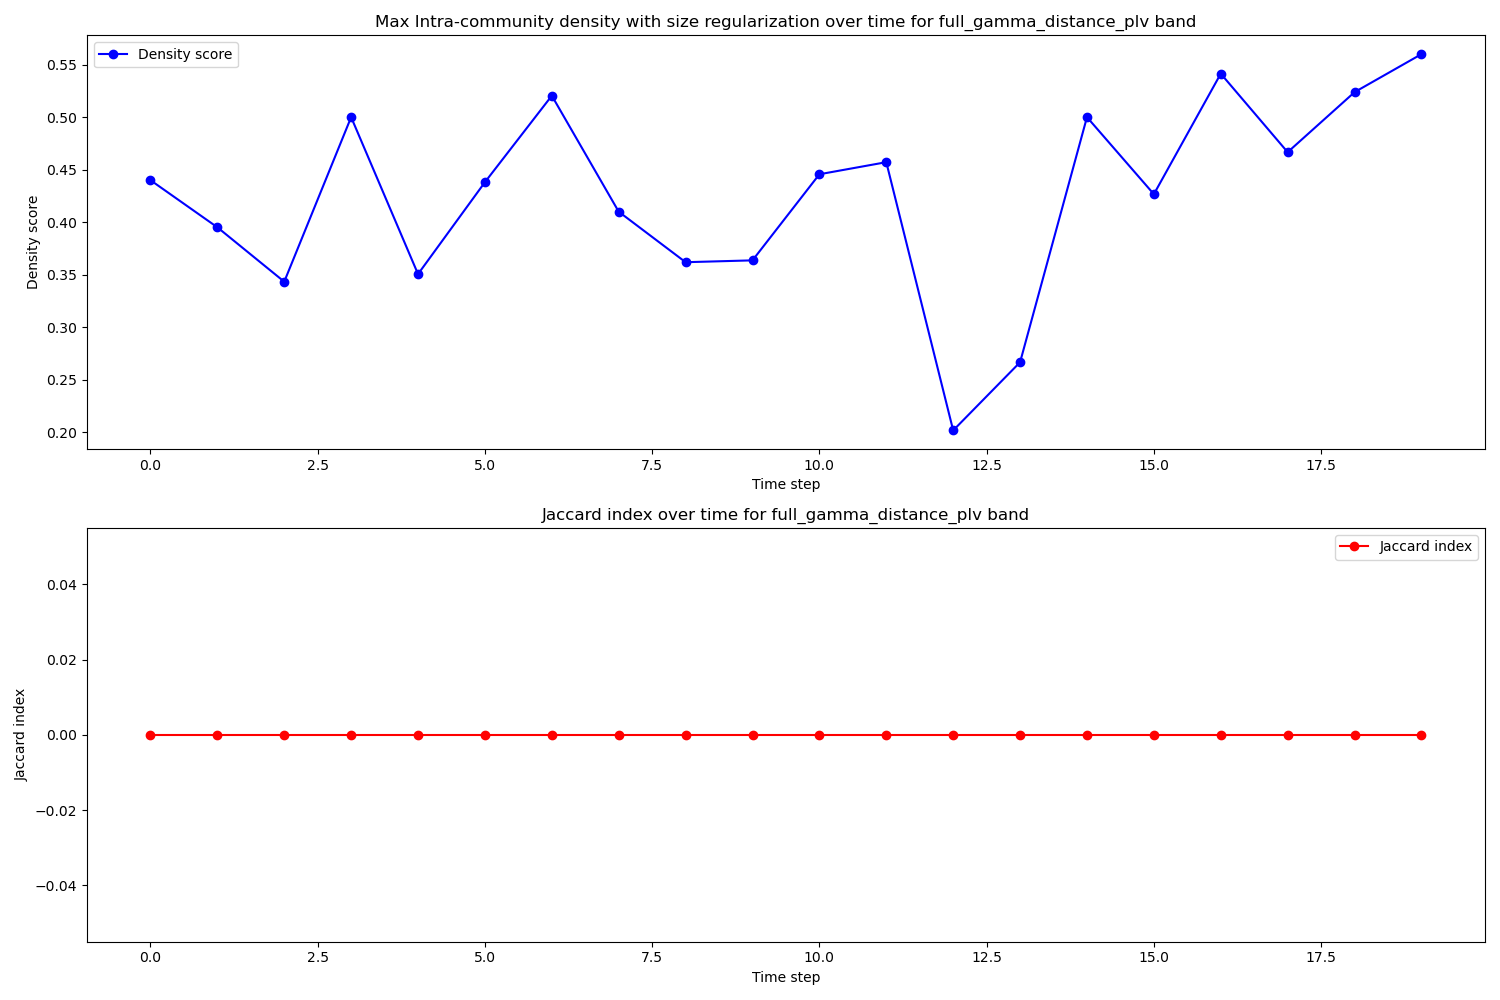 Max Intra-community density with size regularization over time for full_gamma_distance_plv band
Density score
0.55
0.50
0.45
0.40
0.35
0.30
0.25
0.20
Density score
0.0 2.5 5.0 7.5 10.0 12.5 15.0 17.5
Time step
Jaccard index over time for full_gamma_distance_plv band
Jaccard index
0.04
0.02
0.00
−0.02
−0.04
Jaccard index
0.0 2.5 5.0 7.5 10.0 12.5 15.0 17.5
Time step